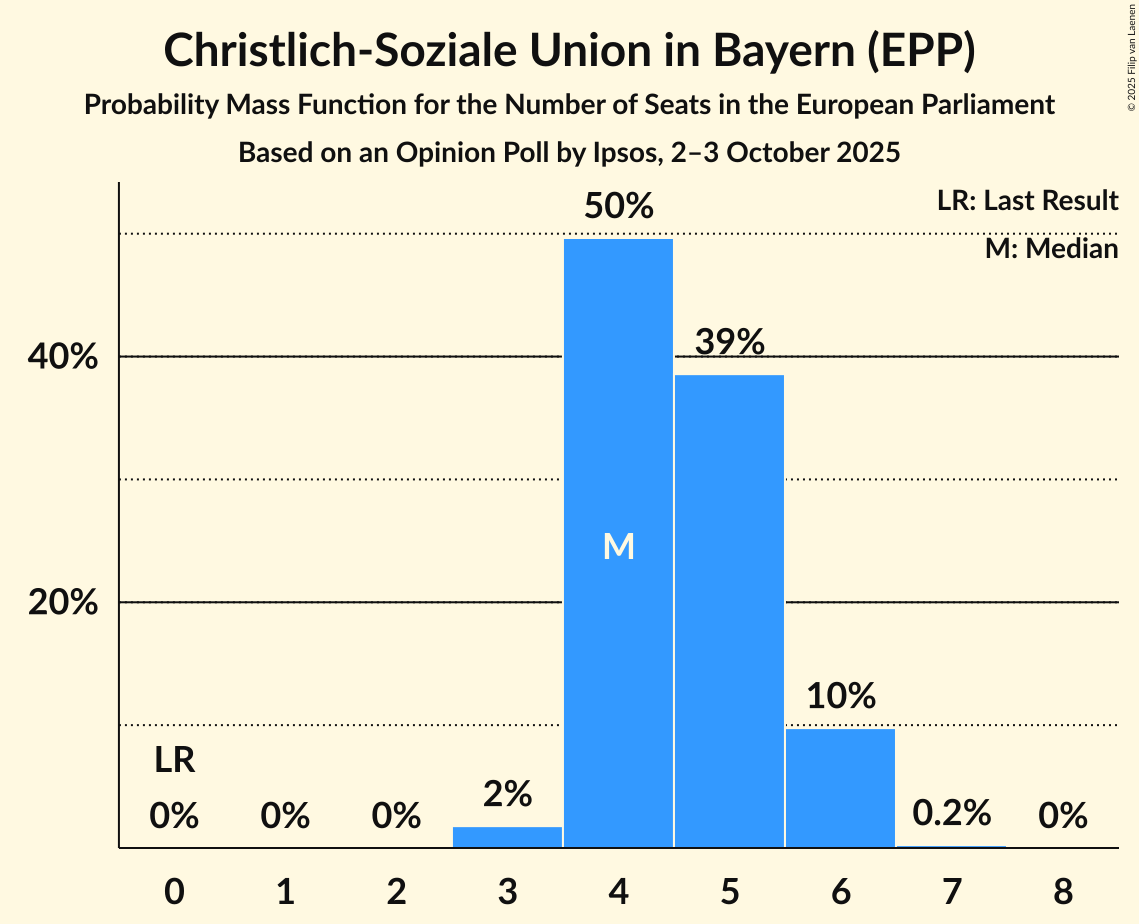 Christlich-Soziale Union in Bayern (EPP)
Probability Mass Function for the Number of Seats in the European Parliament
Based on an Opinion Poll by Ipsos, 2–3 October 2025
© 2025 Filip van Laenen
LR: Last Result
M: Median
50%
39%
40%
M
20%
10%
LR
2%
0% 0% 0% 0.2% 0%
0 1 2 3 4 5 6 7 8